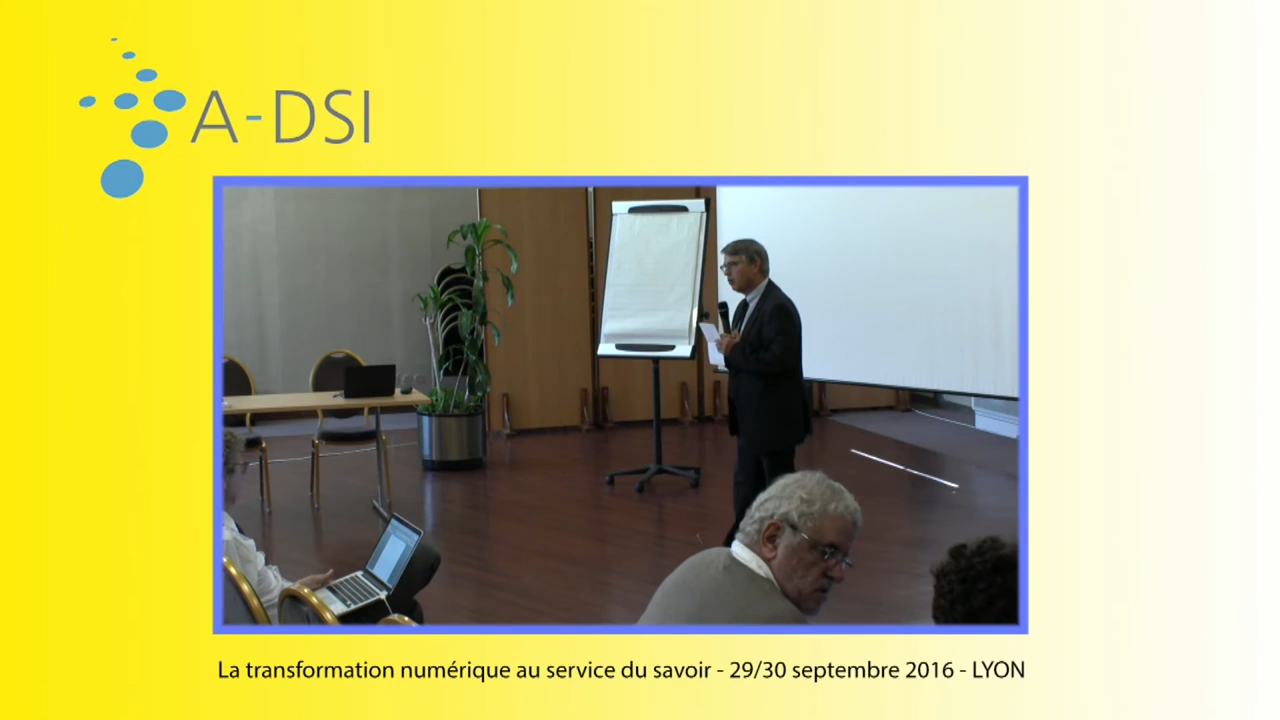 A-DSI
La transformation numérique au service du savoir - 29/30 septembre 2016 - LYON